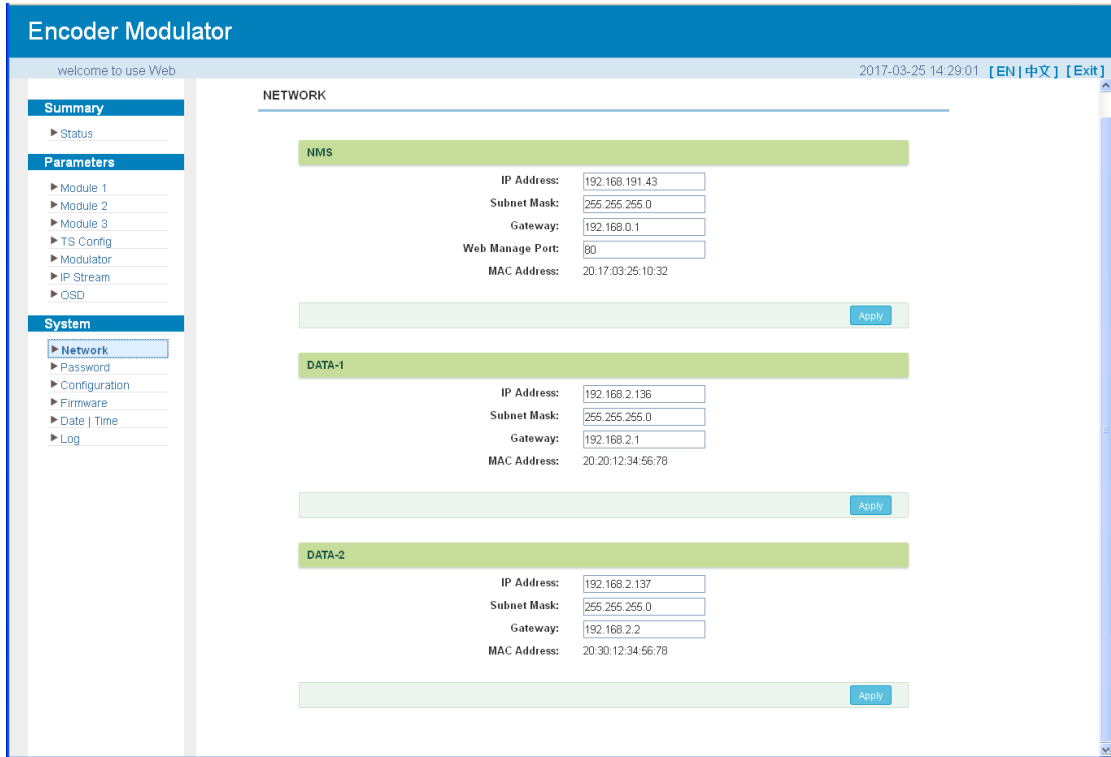 Encoder Modulator
welcome to use Web
2017-03-25 14:29:01 [ EN | 中文 ] [ Exit ]
Summary
Status
Parameters
Module 1
Module 2
Module 3
TS Config
Modulator
IP Stream
OSD
System
Network
Password
Configuration
Firmware
Date | Time
Log
NETWORK
NMS
IP Address: 192.168.191.43
Subnet Mask: 255.255.255.0
Gateway: 192.168.0.1
Web Manage Port: 80
MAC Address: 20:17:03:25:10:32
Apply
DATA-1
IP Address: 192.168.2.136
Subnet Mask: 255.255.255.0
Gateway: 192.168.2.1
MAC Address: 20:20:12:34:56:78
Apply
DATA-2
IP Address: 192.168.2.137
Subnet Mask: 255.255.255.0
Gateway: 192.168.2.2
MAC Address: 20:30:12:34:56:78
Apply